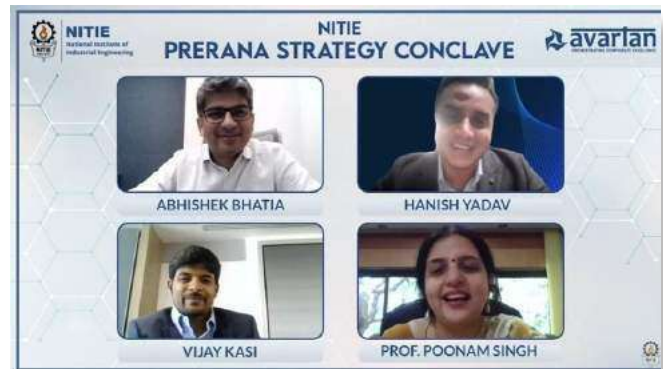 NITIE
National Institute of
Industrial Engineering
NITIE
PRERANA STRATEGY CONCLAVE
avartan
ABHISHEK BHATIA
HANISH YADAV
VIJAY KASI
PROF. POONAM SINGH